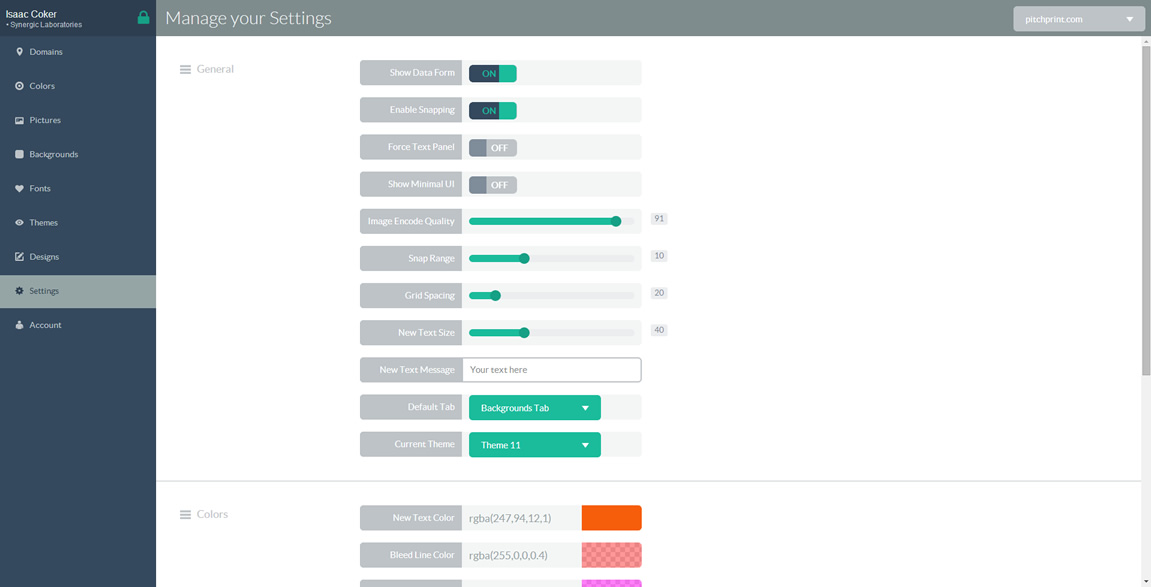 Isaac Coker
• Synergic Laboratories
Manage your Settings
pitchprint.com
Domains
Colors
Pictures
Backgrounds
Fonts
Themes
Designs
Settings
Account
General
Show Data Form ON
Enable Snapping ON
Force Text Panel OFF
Show Minimal UI OFF
Image Encode Quality 91
Snap Range 10
Grid Spacing 20
New Text Size 40
New Text Message Your text here
Default Tab Backgrounds Tab
Current Theme Theme 11
Colors
New Text Color rgba(247,94,12,1)
Bleed Line Color rgba(255,0,0,0.4)